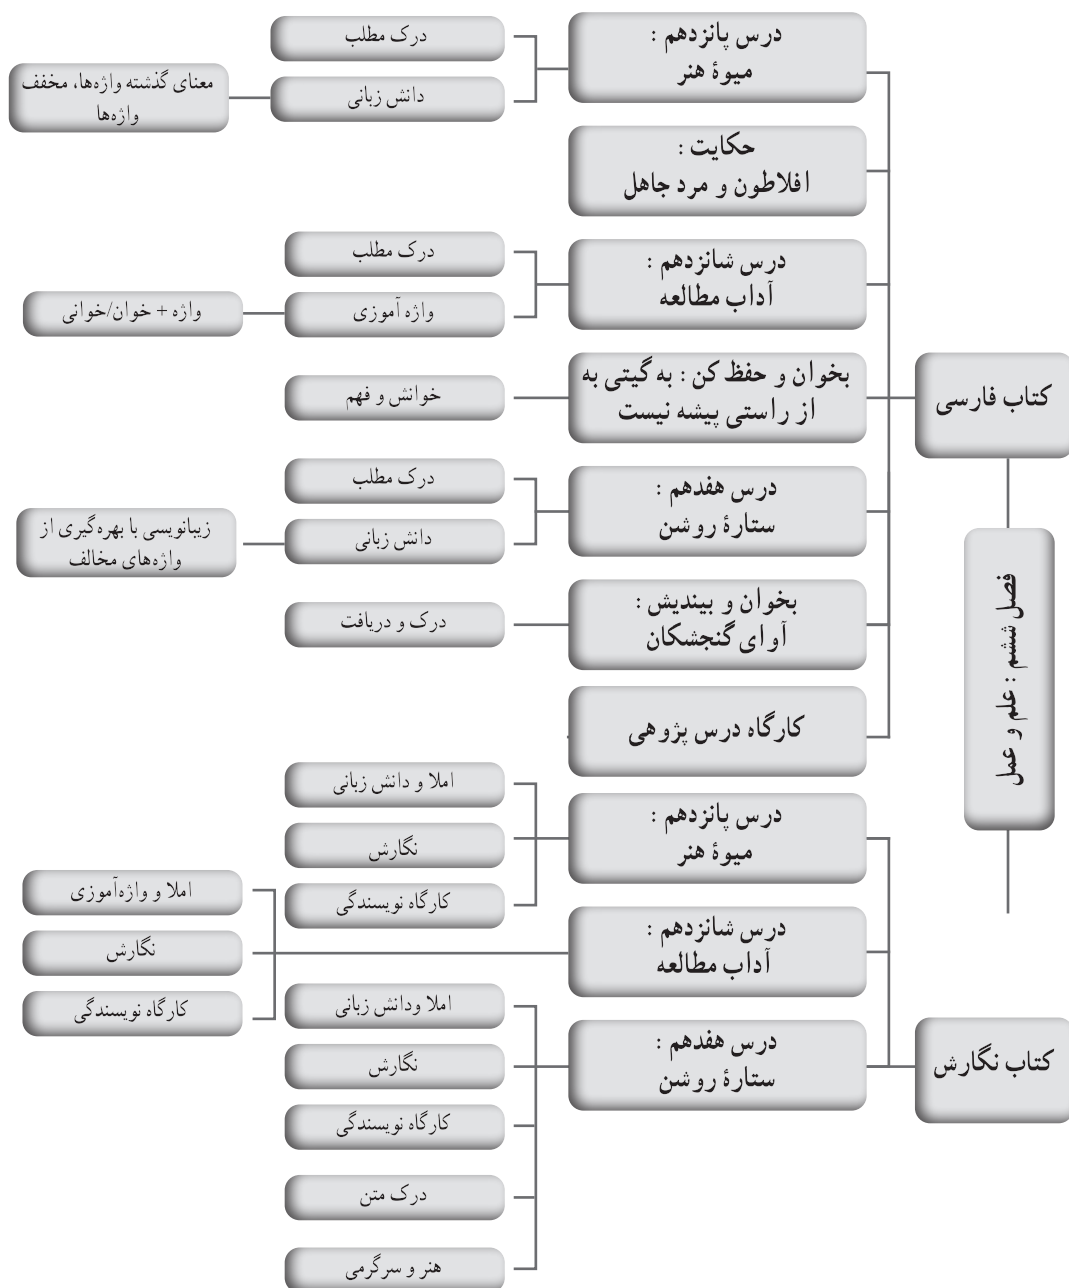 فصل ششم : علم و عمل
کتاب فارسی
درس پانزدهم :
میوۀ هنر
درک مطلب
دانش زبانی
معنای گذشته واژه‌ها، مخفف
واژه‌ها
حکایت :
افلاطون و مرد جاهل
درس شانزدهم :
آداب مطالعه
درک مطلب
واژه آموزی
واژه + خوان/خوانی
بخوان و حفظ کن : به گیتی به
از راستی پیشه نیست
خوانش و فهم
درس هفدهم :
ستارۀ روشن
درک مطلب
دانش زبانی
زیبانویسی با بهره‌گیری از
واژه‌های مخالف
بخوان و بیندیش :
آوای گنجشکان
درک و دریافت
کارگاه درس پژوهی
کتاب نگارش
درس پانزدهم :
میوۀ هنر
املا و دانش زبانی
نگارش
کارگاه نویسندگی
درس شانزدهم :
آداب مطالعه
املا و واژه‌آموزی
نگارش
کارگاه نویسندگی
درس هفدهم :
ستارۀ روشن
املا ودانش زبانی
نگارش
کارگاه نویسندگی
درک متن
هنر و سرگرمی